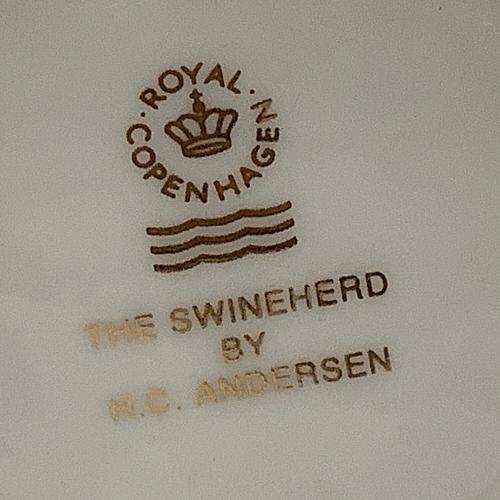 ROYAL
COPENHAGEN
THE SWINEHERD
BY
H.C. ANDERSEN